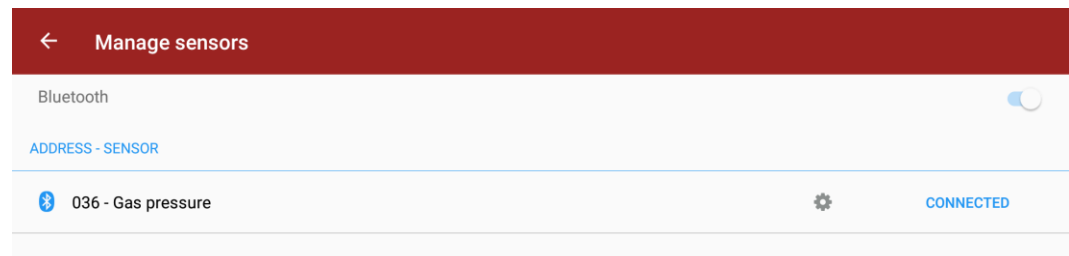 Manage sensors
Bluetooth
ADDRESS - SENSOR
036 - Gas pressure CONNECTED